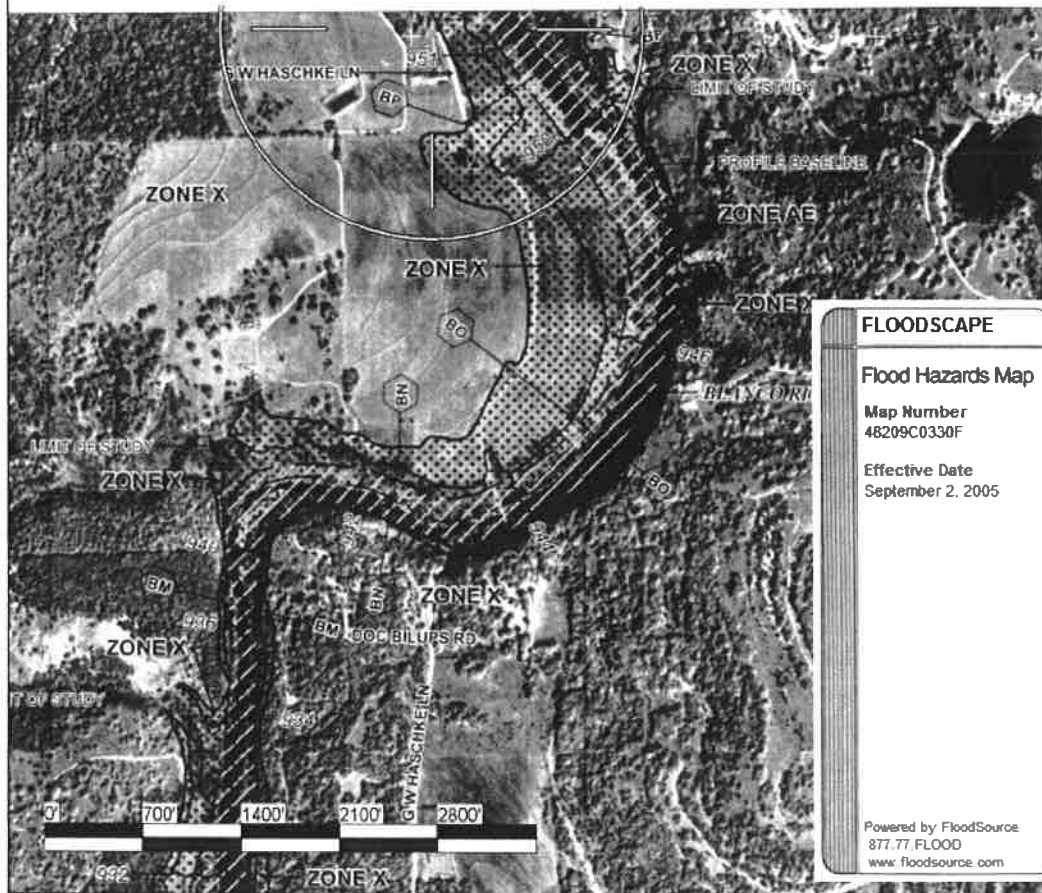 951
G W HASCHKE LN
BP
BP
ZONE X
LIMIT OF STUDY
PROFILE BASELINE
ZONE X
ZONE AE
ZONE X
ZONE X
BO
946
BN
LIMIT OF STUDY
ZONE X
BO
940
944
BM
BN
ZONE X
936
BM
DOC BILUPS RD
ZONE X
934
G W HASCHKE LN
0'
700'
1400'
2100'
2800'
932
ZONE X
FLOODSCAPE
Flood Hazards Map
Map Number
48209C0330F
Effective Date
September 2, 2005
Powered by FloodSource
877.77.FLOOD
www.floodsource.com